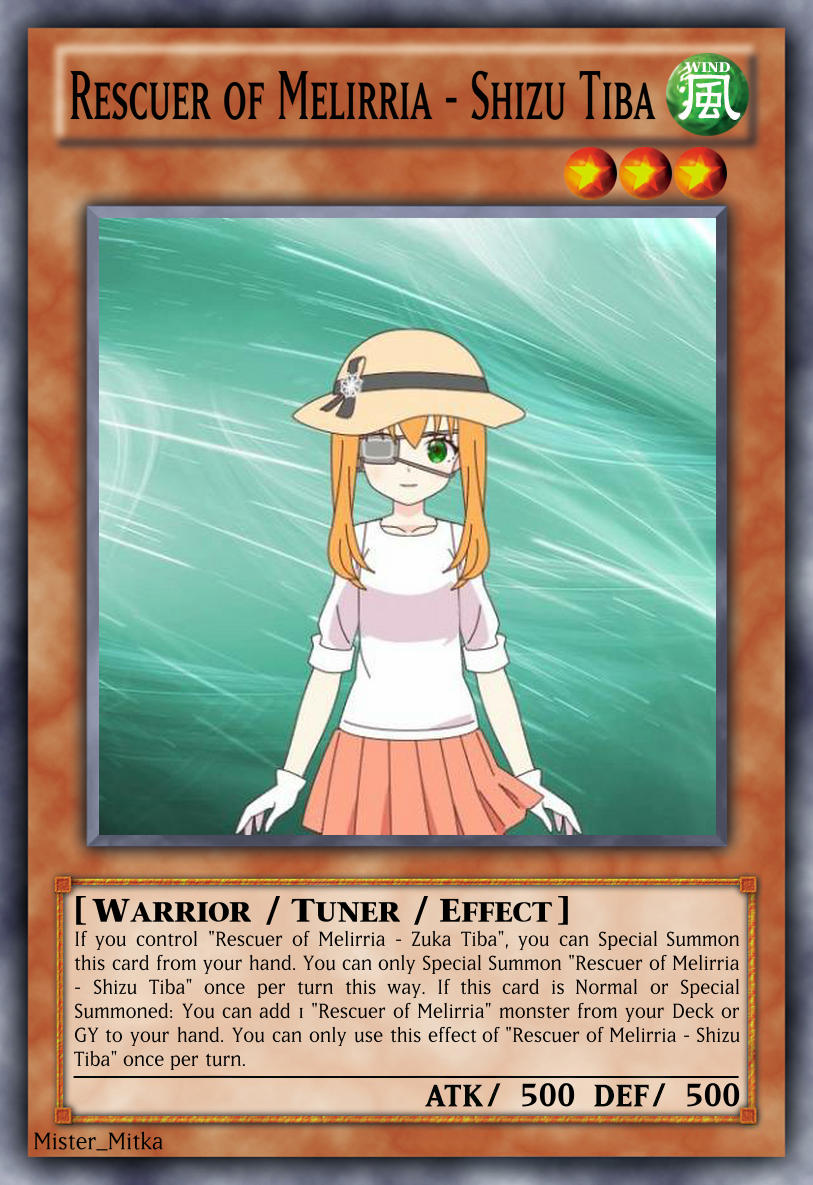 Rescuer of Melirria - Shizu Tiba
WIND
風
[ Warrior / Tuner / Effect ]
If you control "Rescuer of Melirria - Zuka Tiba", you can Special Summon
this card from your hand. You can only Special Summon "Rescuer of Melirria
- Shizu Tiba" once per turn this way. If this card is Normal or Special
Summoned: You can add 1 "Rescuer of Melirria" monster from your Deck or
GY to your hand. You can only use this effect of "Rescuer of Melirria - Shizu
Tiba" once per turn.
ATK/ 500 DEF/ 500
Mister_Mitka